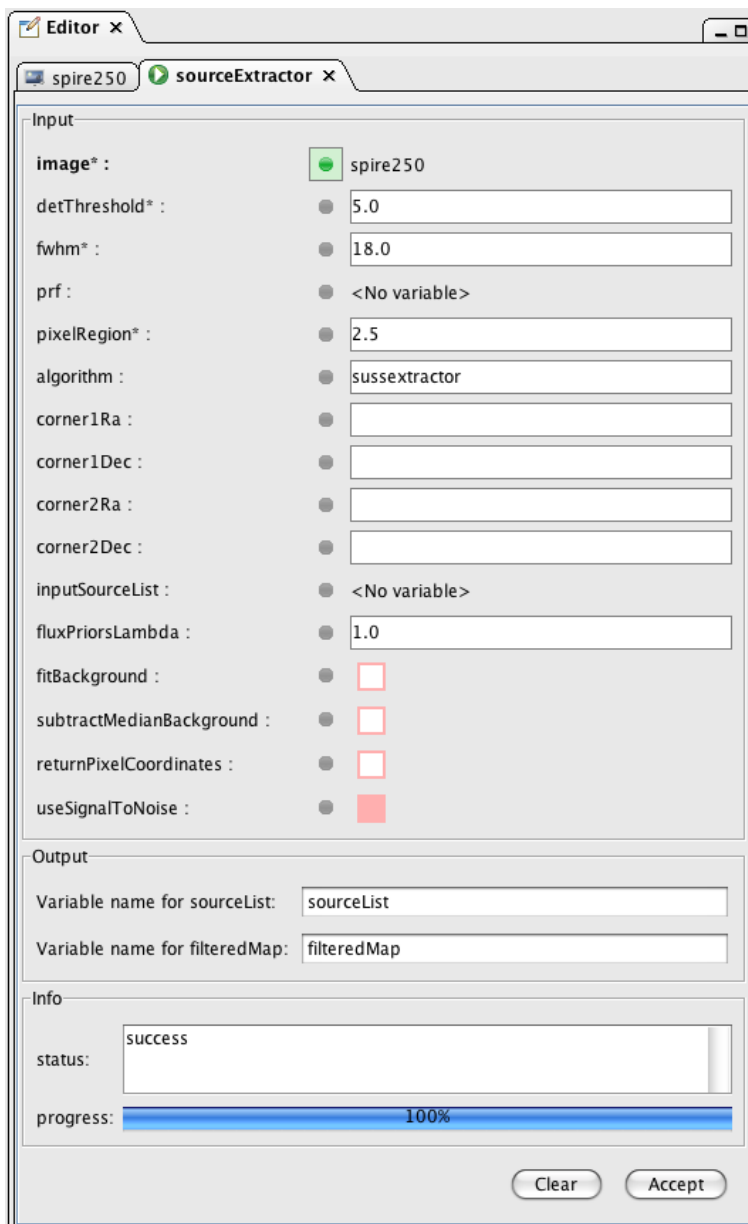 Editor
spire250 sourceExtractor
Input
image* : spire250
detThreshold* : 5.0
fwhm* : 18.0
prf : <No variable>
pixelRegion* : 2.5
algorithm : sussextractor
corner1Ra :
corner1Dec :
corner2Ra :
corner2Dec :
inputSourceList : <No variable>
fluxPriorsLambda : 1.0
fitBackground :
subtractMedianBackground :
returnPixelCoordinates :
useSignalToNoise :
Output
Variable name for sourceList: sourceList
Variable name for filteredMap: filteredMap
Info
status: success
progress: 100%
Clear Accept